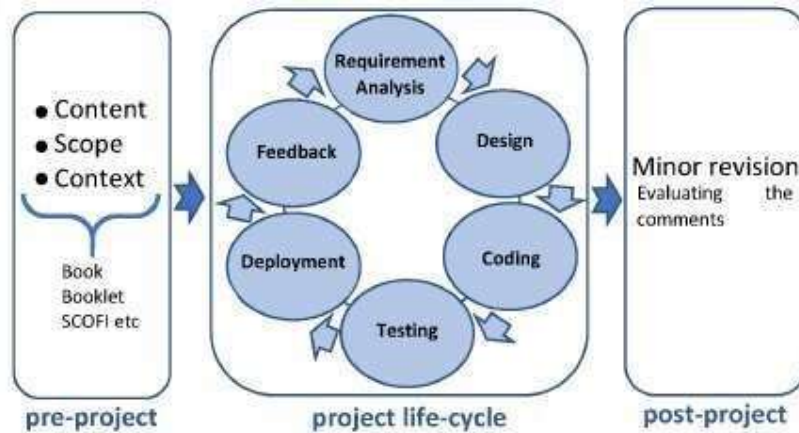 ● Content
● Scope
● Context
Book
Booklet
SCOFI etc
pre-project
Requirement
Analysis
Design
Coding
Testing
Deployment
Feedback
project life-cycle
Minor revision
Evaluating the
comments
post-project